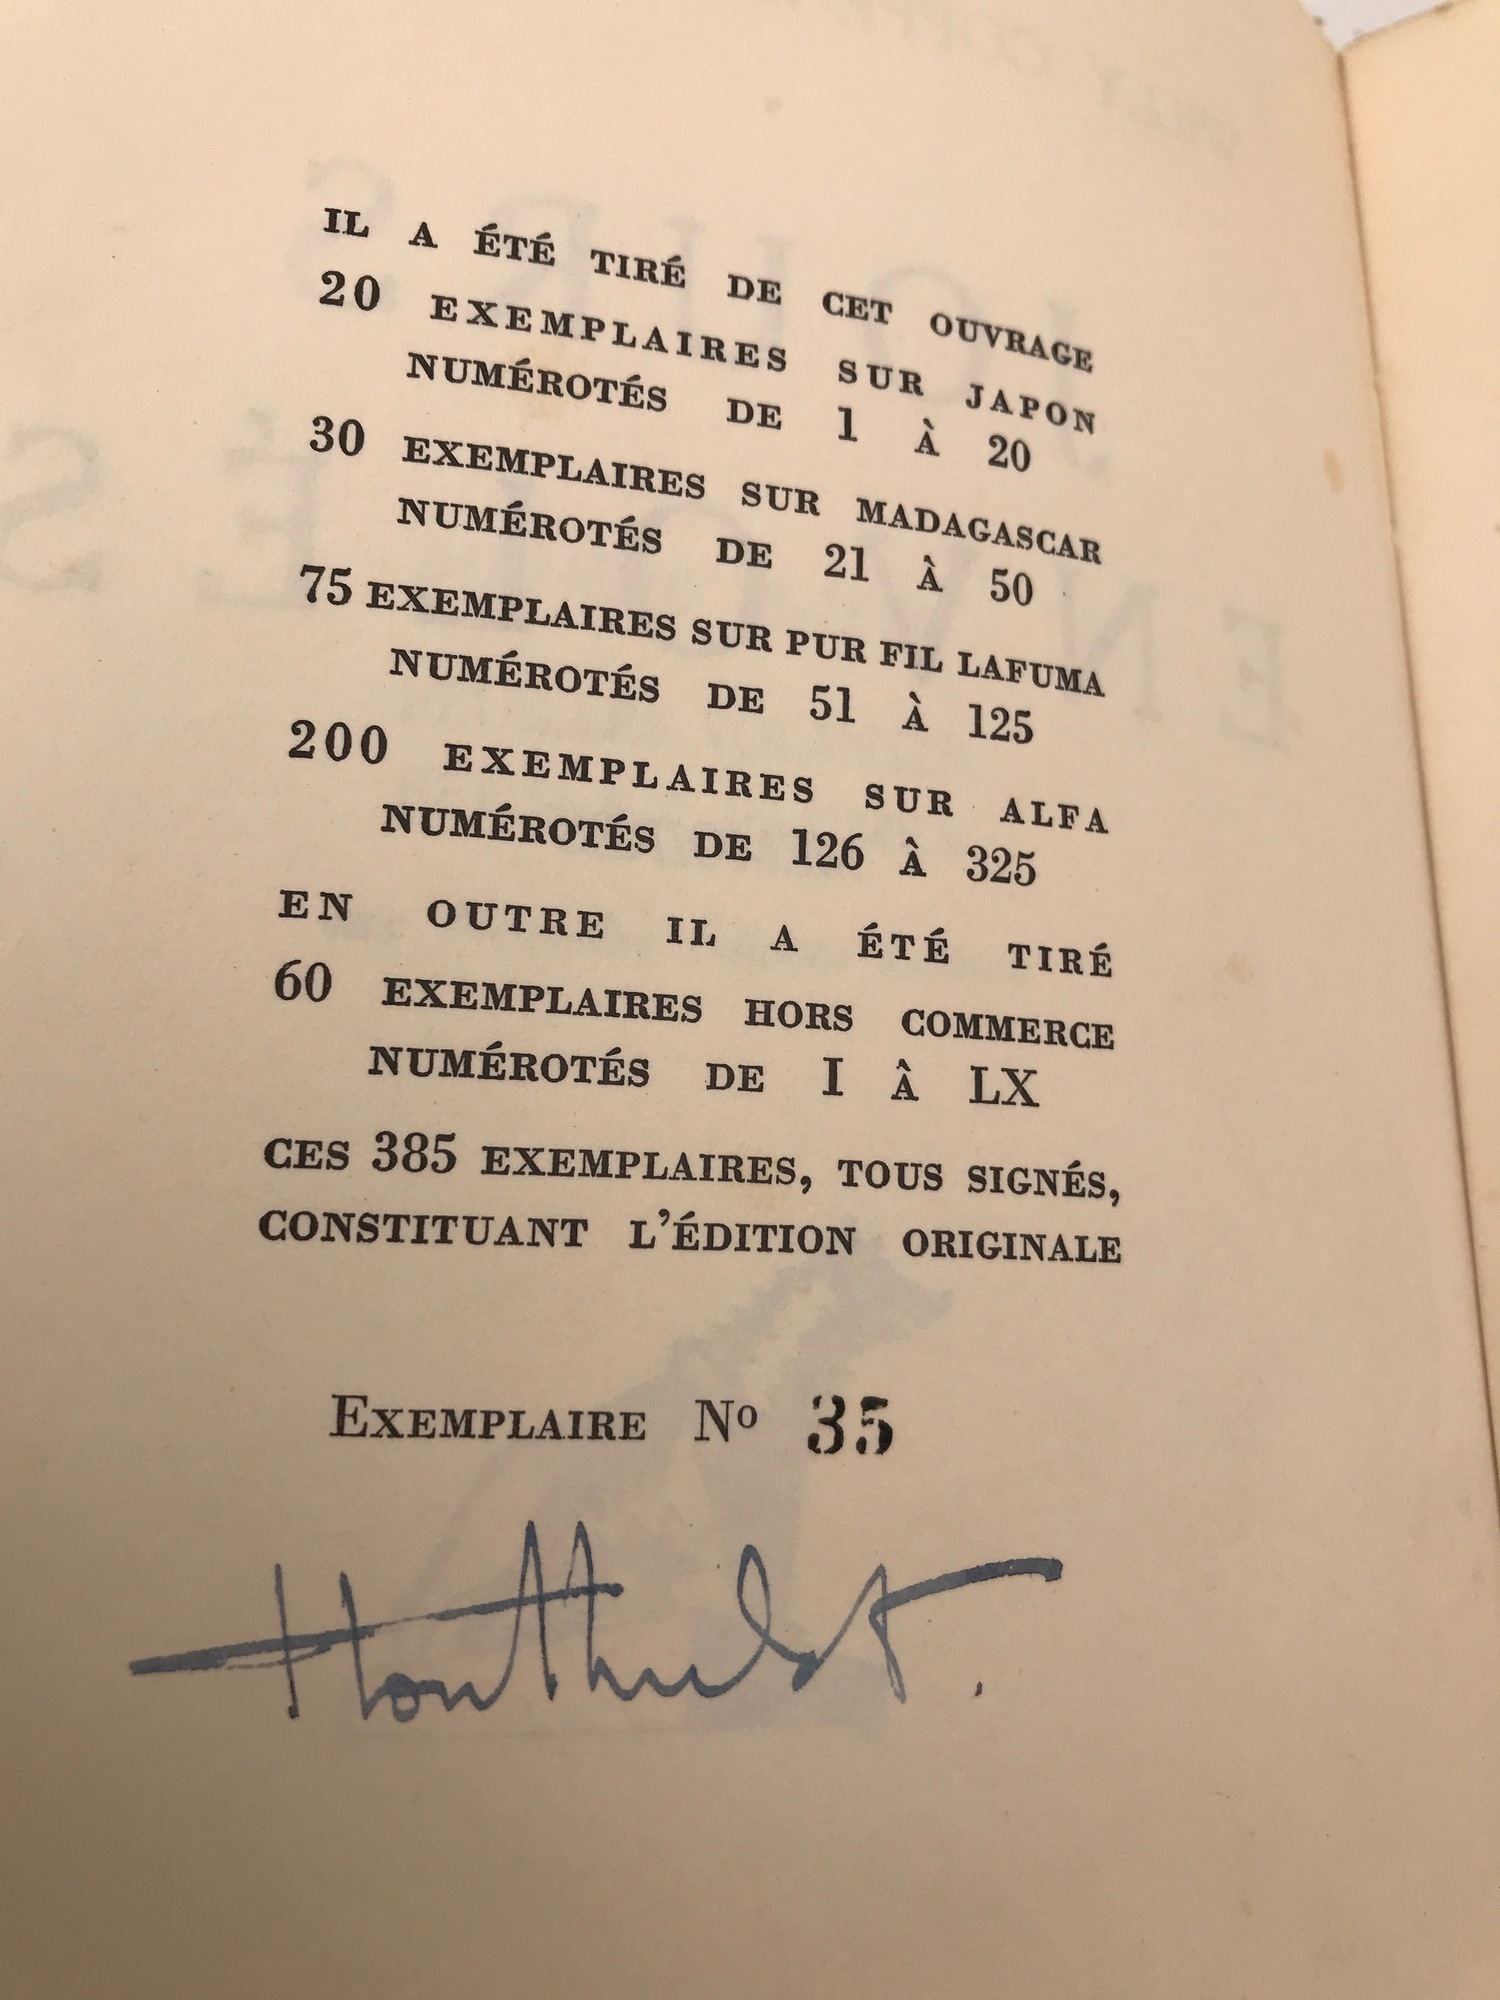 IL A ÉTÉ TIRÉ DE CET OUVRAGE
20 EXEMPLAIRES SUR JAPON
NUMÉROTÉS DE 1 À 20
30 EXEMPLAIRES SUR MADAGASCAR
NUMÉROTÉS DE 21 À 50
75 EXEMPLAIRES SUR PUR FIL LAFUMA
NUMÉROTÉS DE 51 À 125
200 EXEMPLAIRES SUR ALFA
NUMÉROTÉS DE 126 À 325
EN OUTRE IL A ÉTÉ TIRÉ
60 EXEMPLAIRES HORS COMMERCE
NUMÉROTÉS DE I À LX
CES 385 EXEMPLAIRES, TOUS SIGNÉS,
CONSTITUANT L'ÉDITION ORIGINALE
EXEMPLAIRE Nº 35